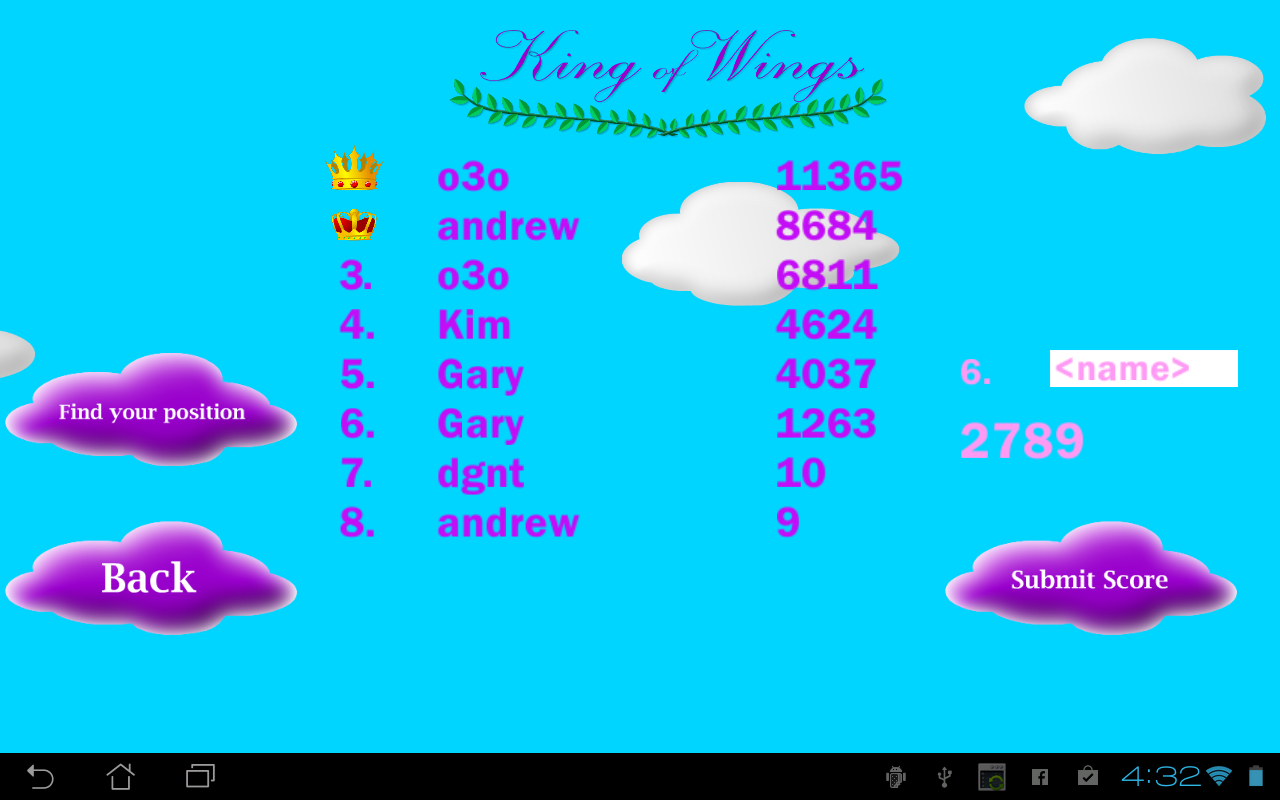 King of Wings
o3o 11365
andrew 8684
3. o3o 6811
4. Kim 4624
5. Gary 4037
6. Gary 1263
7. dgnt 10
8. andrew 9
6. <name>
2789
Find your position
Back
Submit Score
4:32